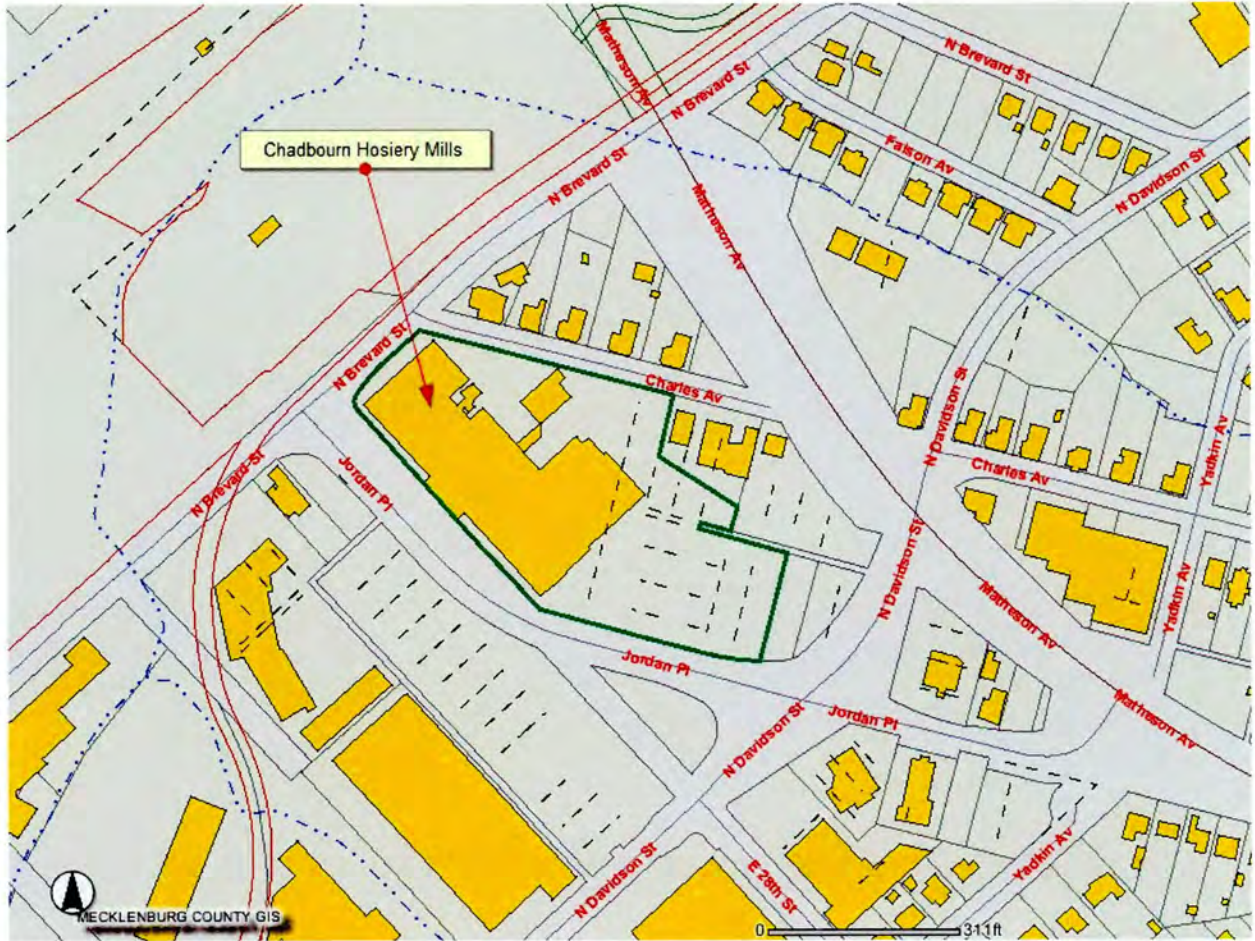 Matheson Av
N Brevard St
N Brevard St
Chadbourn Hosiery Mills
N Brevard St
Falson Av
N Davidson St
Matheson Av
N Brevard St
Charles Av
N Davidson St
Yadkin Av
Charles Av
N Brevard St
Jordan Pl
N Davidson St
Yadkin Av
Matheson Av
Jordan Pl
Matheson Av
Jordan Pl
N Davidson St
Yadkin Av
N Davidson St
E 28th St
MECKLENBURG COUNTY GIS
0 311ft